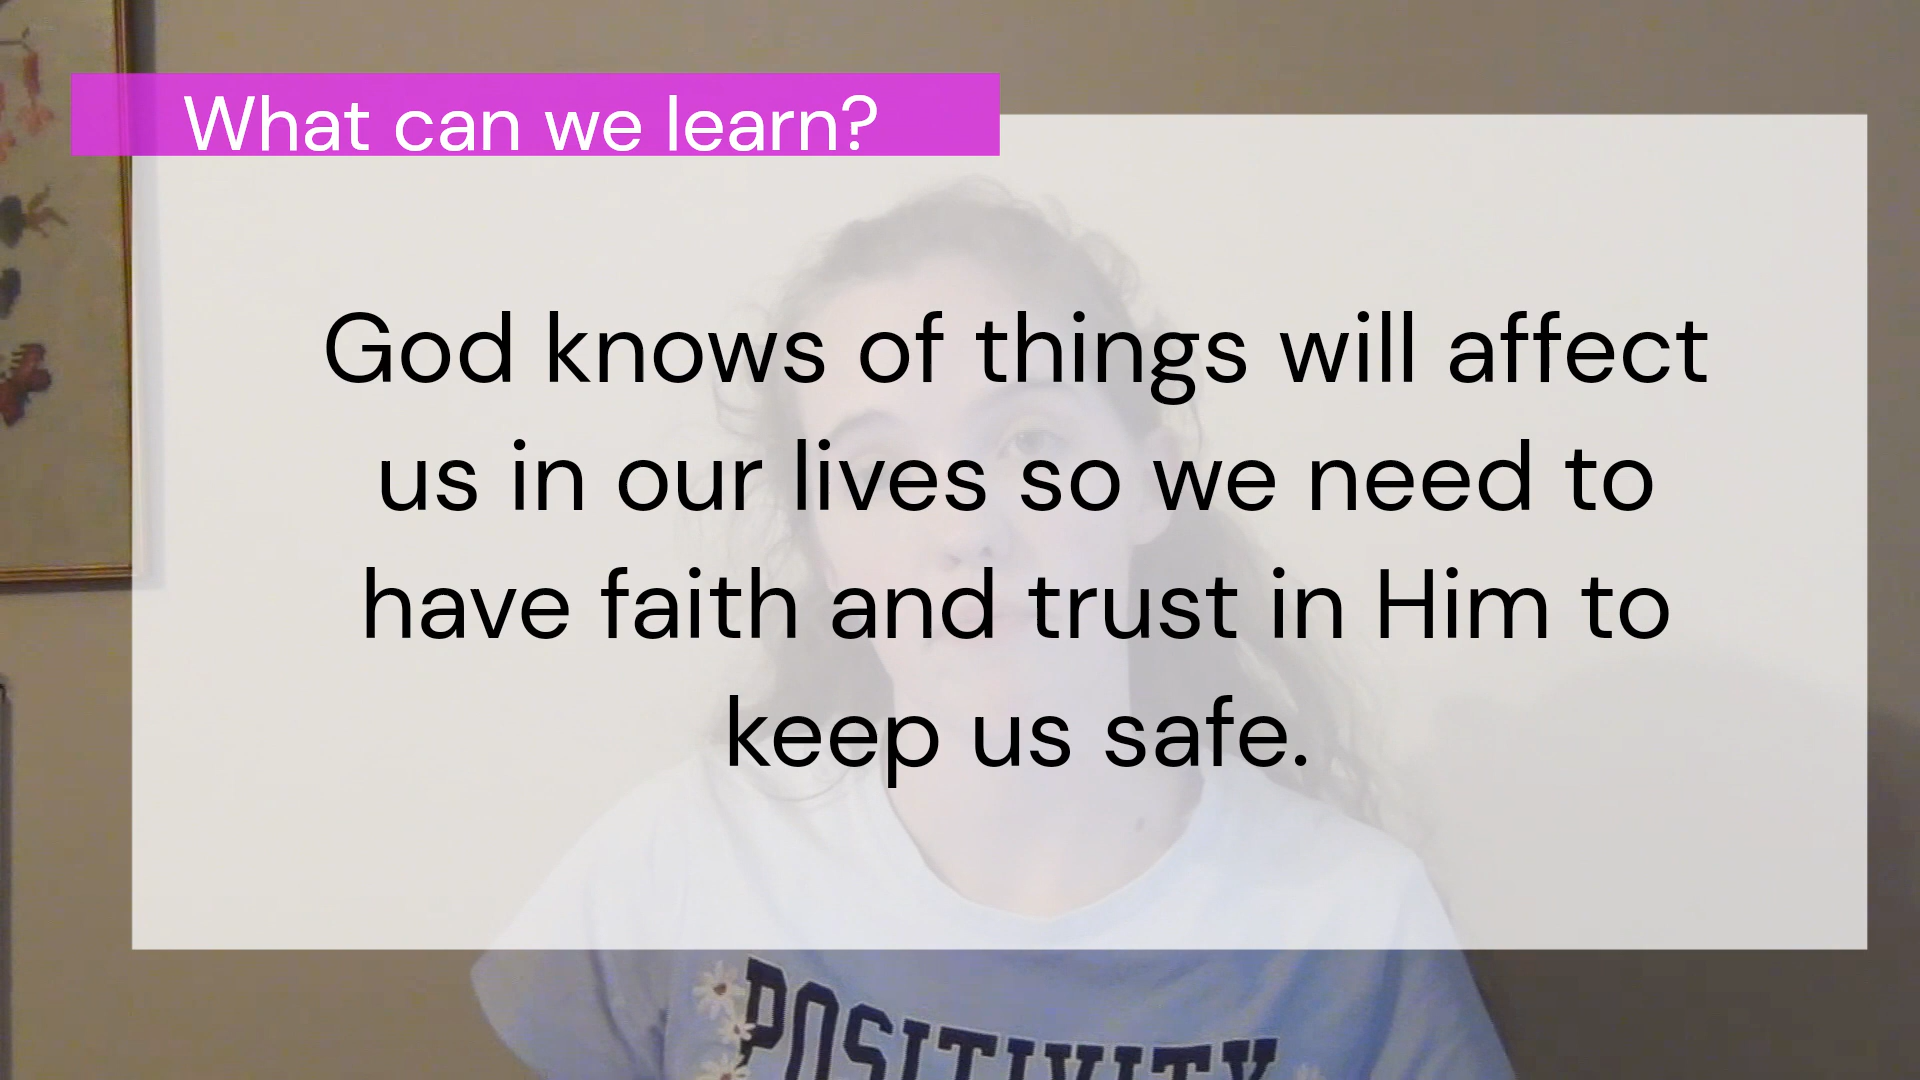 What can we learn?
God knows of things will affect
us in our lives so we need to
have faith and trust in Him to
keep us safe.
POSITIVITY